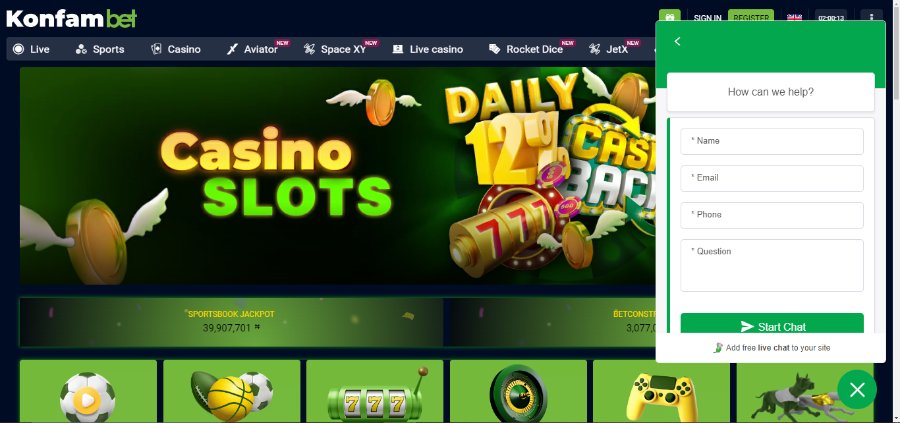 Konfambet
SIGN IN
REGISTER
02:00:13
Live
Sports
Casino
Aviator
NEW
Space XY
NEW
Live casino
Rocket Dice
NEW
JetX
NEW
Casino
SLOTS
DAILY
12%
CASH
BACK
777
SPORTSBOOK JACKPOT
39,907,701 ₦
BETCONSTR
3,077,0
777
How can we help?
* Name
* Email
* Phone
* Question
Start Chat
Add free live chat to your site